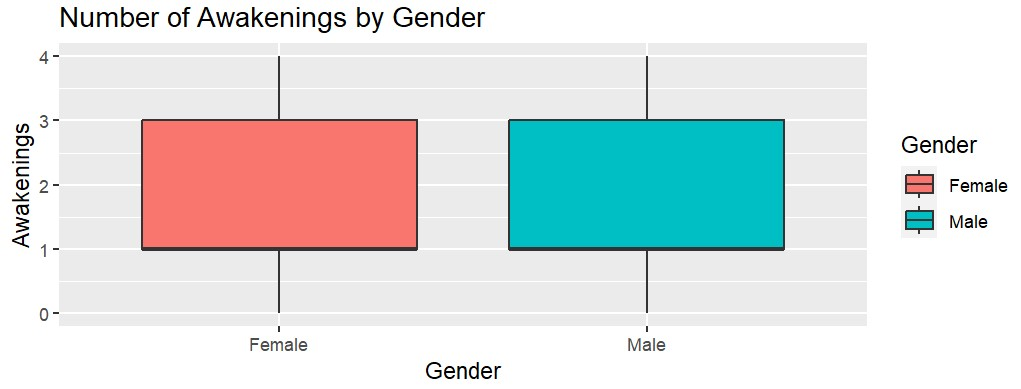 Number of Awakenings by Gender
Awakenings
4
3
2
1
0
Female Male
Gender
Gender
Female
Male